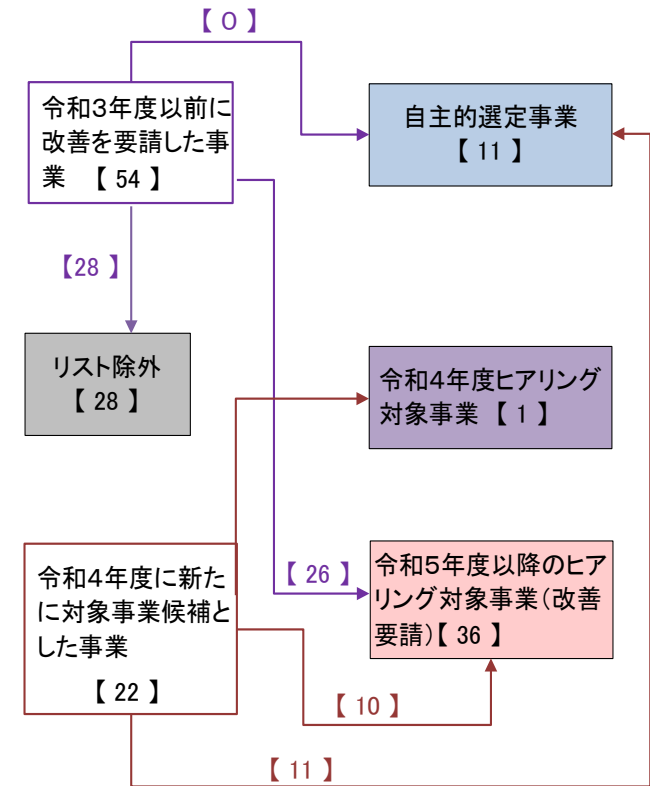 【 0 】
令和3年度以前に
改善を要請した事
業 【 54 】
自主的選定事業
【 11 】
【28 】
リスト除外
【 28 】
令和4年度ヒアリング
対象事業 【 1 】
令和4年度に新た
に対象事業候補と
した事業
【 22 】
【 26 】
令和5年度以降のヒア
リング対象事業(改善
要請)【 36 】
【 10 】
【 11 】